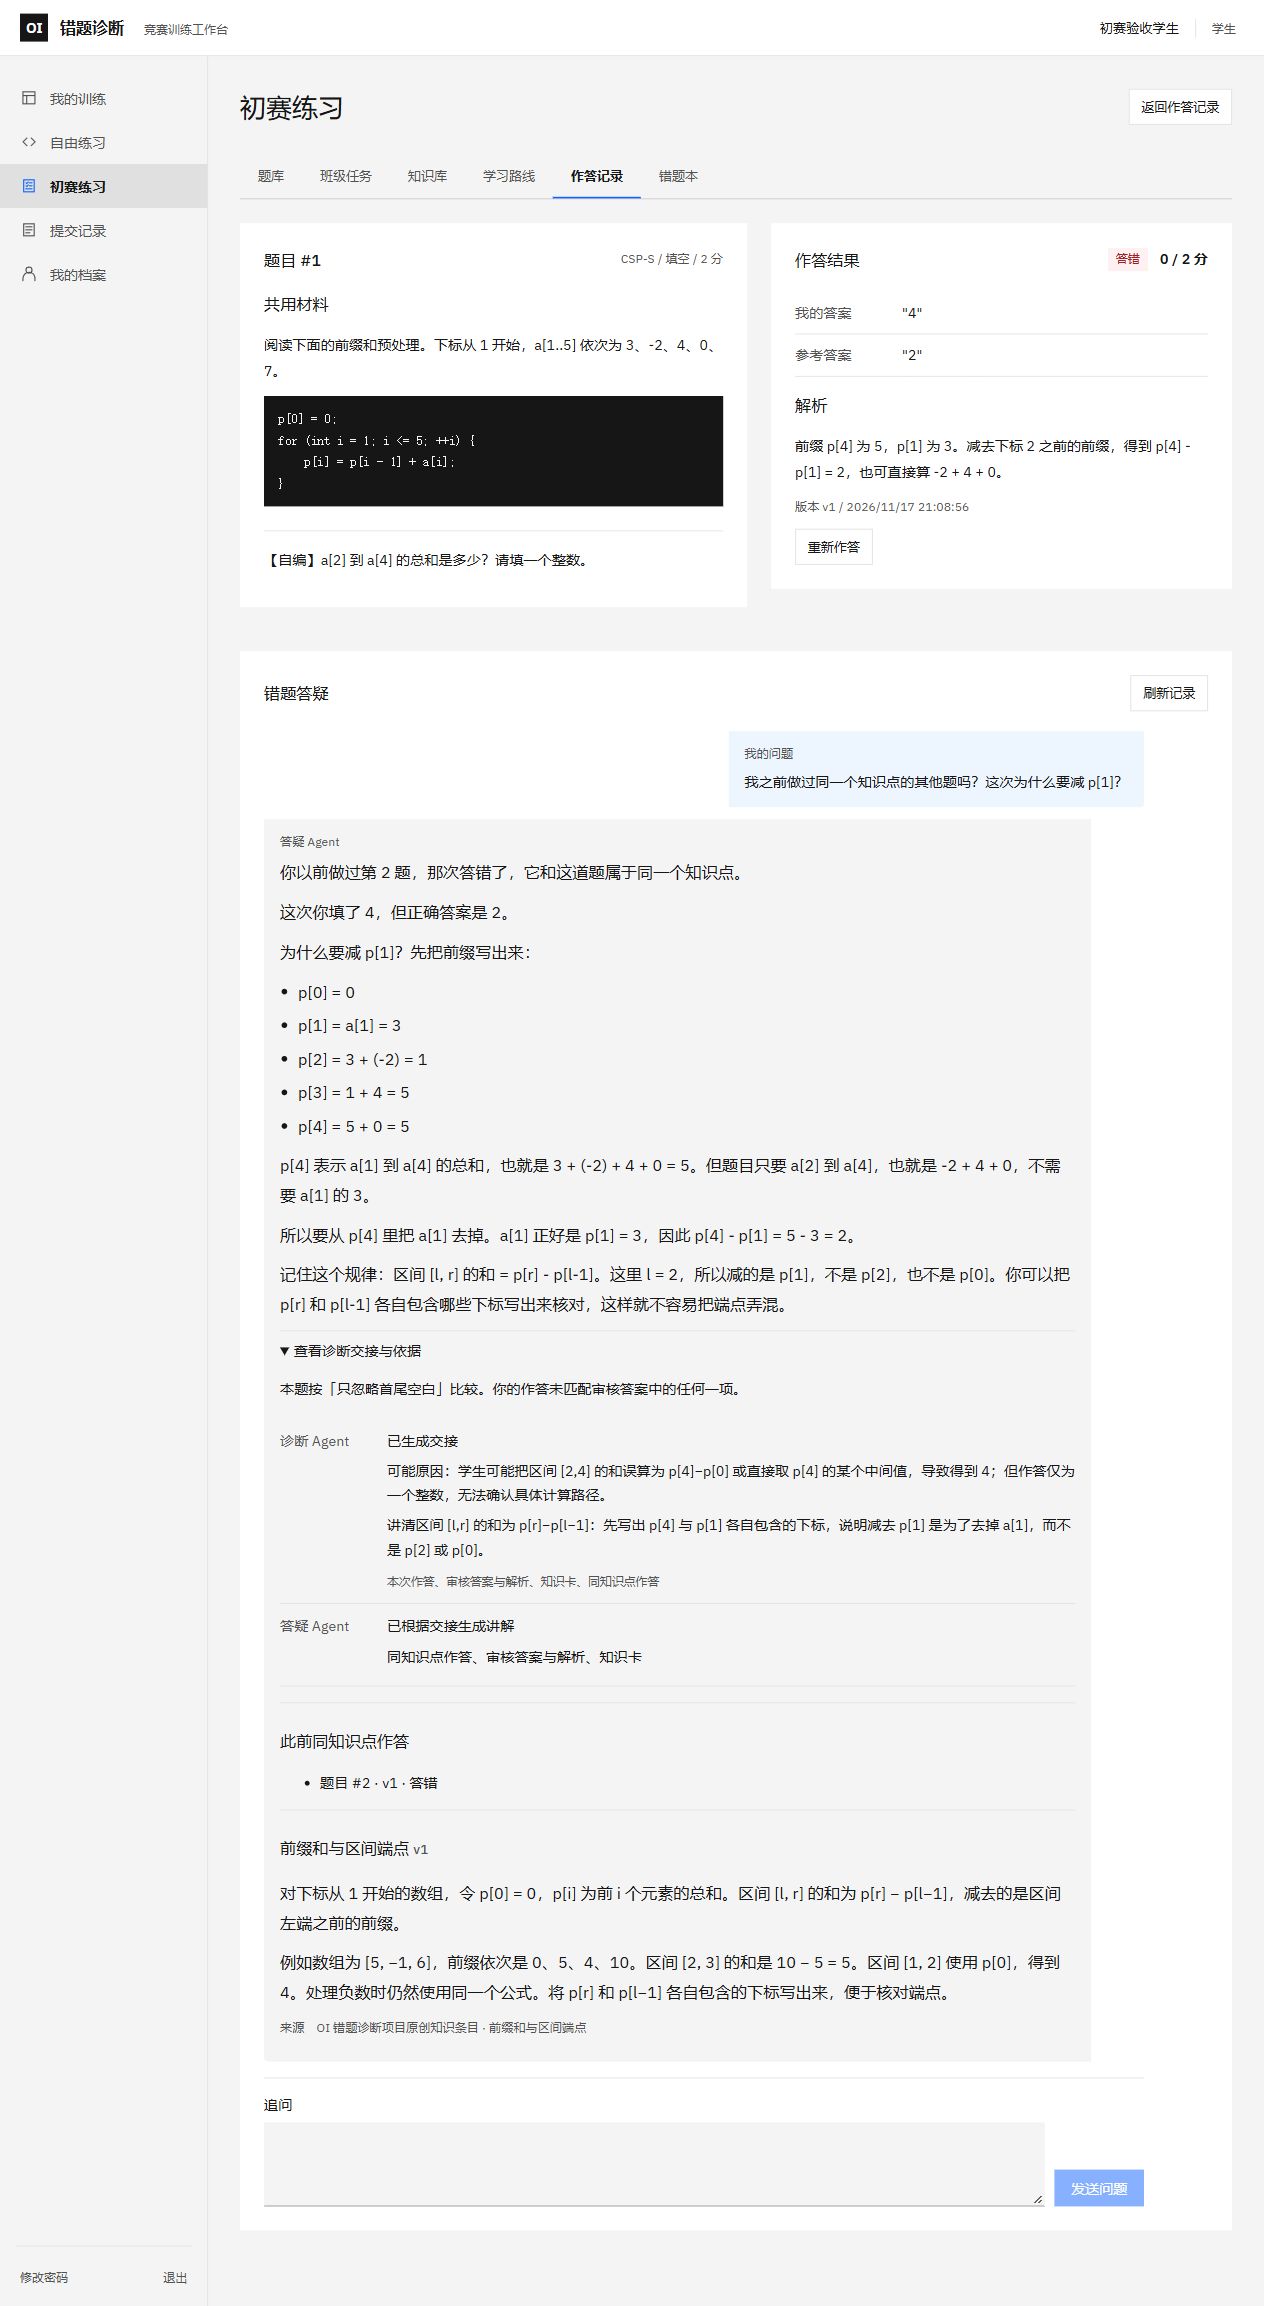 OI 错题诊断 竞赛训练工作台
初赛验收学生 学生
我的训练
自由练习
初赛练习
提交记录
我的档案
修改密码 退出
初赛练习
返回作答记录
题库 班级任务 知识库 学习路线 作答记录 错题本
题目 #1
CSP-S / 填空 / 2 分
共用材料
阅读下面的前缀和预处理。下标从 1 开始，a[1..5] 依次为 3、-2、4、0、
7。
p[0] = 0;
for (int i = 1; i <= 5; ++i) {
    p[i] = p[i - 1] + a[i];
}
【自编】a[2] 到 a[4] 的总和是多少？请填一个整数。
作答结果
答错 0 / 2 分
我的答案 "4"
参考答案 "2"
解析
前缀 p[4] 为 5，p[1] 为 3。减去下标 2 之前的前缀，得到 p[4] -
p[1] = 2，也可直接算 -2 + 4 + 0。
版本 v1 / 2026/11/17 21:08:56
重新作答
错题答疑
刷新记录
我的问题
我之前做过同一个知识点的其他题吗？这次为什么要减 p[1]？
答疑 Agent
你以前做过第 2 题，那次答错了，它和这道题属于同一个知识点。
这次你填了 4，但正确答案是 2。
为什么要减 p[1]？先把前缀写出来：
• p[0] = 0
• p[1] = a[1] = 3
• p[2] = 3 + (-2) = 1
• p[3] = 1 + 4 = 5
• p[4] = 5 + 0 = 5
p[4] 表示 a[1] 到 a[4] 的总和，也就是 3 + (-2) + 4 + 0 = 5。但题目只要 a[2] 到 a[4]，也就是 -2 + 4 + 0，不需
要 a[1] 的 3。
所以要从 p[4] 里把 a[1] 去掉。a[1] 正好是 p[1] = 3，因此 p[4] - p[1] = 5 - 3 = 2。
记住这个规律：区间 [l, r] 的和 = p[r] - p[l-1]。这里 l = 2，所以减的是 p[1]，不是 p[2]，也不是 p[0]。你可以把
p[r] 和 p[l-1] 各自包含哪些下标写出来核对，这样就不容易把端点弄混。
▼ 查看诊断交接与依据
本题按「只忽略首尾空白」比较。你的作答未匹配审核答案中的任何一项。
诊断 Agent 已生成交接
可能原因：学生可能把区间 [2,4] 的和误算为 p[4]−p[0] 或直接取 p[4] 的某个中间值，导致得到 4；但作答仅为
一个整数，无法确认具体计算路径。
讲清区间 [l,r] 的和为 p[r]−p[l−1]：先写出 p[4] 与 p[1] 各自包含的下标，说明减去 p[1] 是为了去掉 a[1]，而不
是 p[2] 或 p[0]。
本次作答、审核答案与解析、知识卡、同知识点作答
答疑 Agent 已根据交接生成讲解
同知识点作答、审核答案与解析、知识卡
此前同知识点作答
• 题目 #2 · v1 · 答错
前缀和与区间端点 v1
对下标从 1 开始的数组，令 p[0] = 0，p[i] 为前 i 个元素的总和。区间 [l, r] 的和为 p[r] − p[l−1]，减去的是区间
左端之前的前缀。
例如数组为 [5, −1, 6]，前缀依次是 0、5、4、10。区间 [2, 3] 的和是 10 − 5 = 5。区间 [1, 2] 使用 p[0]，得到
4。处理负数时仍然使用同一个公式。将 p[r] 和 p[l−1] 各自包含的下标写出来，便于核对端点。
来源 OI 错题诊断项目原创知识条目 · 前缀和与区间端点
追问
发送问题